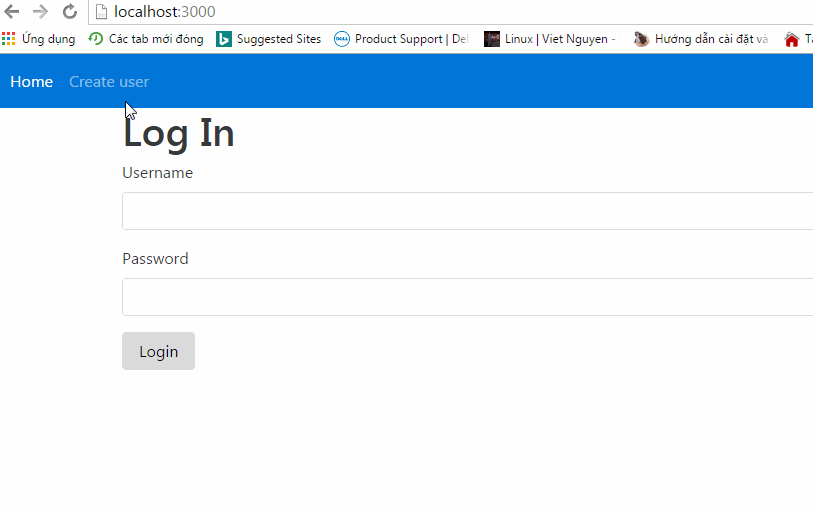 localhost:3000
Ứng dụng Các tab mới đóng Suggested Sites Product Support | Del Linux | Viet Nguyen - Hướng dẫn cài đặt và
Home Create user
Log In
Username
Password
Login